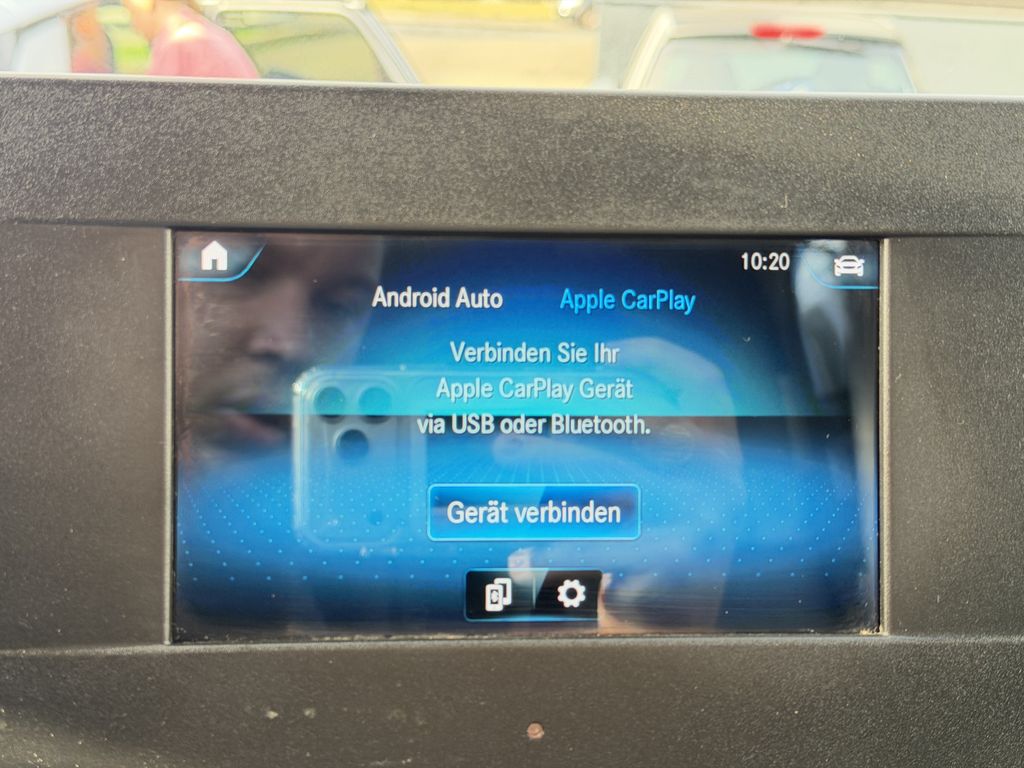 10:20
Android Auto Apple CarPlay
Verbinden Sie Ihr
Apple CarPlay Gerät
via USB oder Bluetooth.
Gerät verbinden